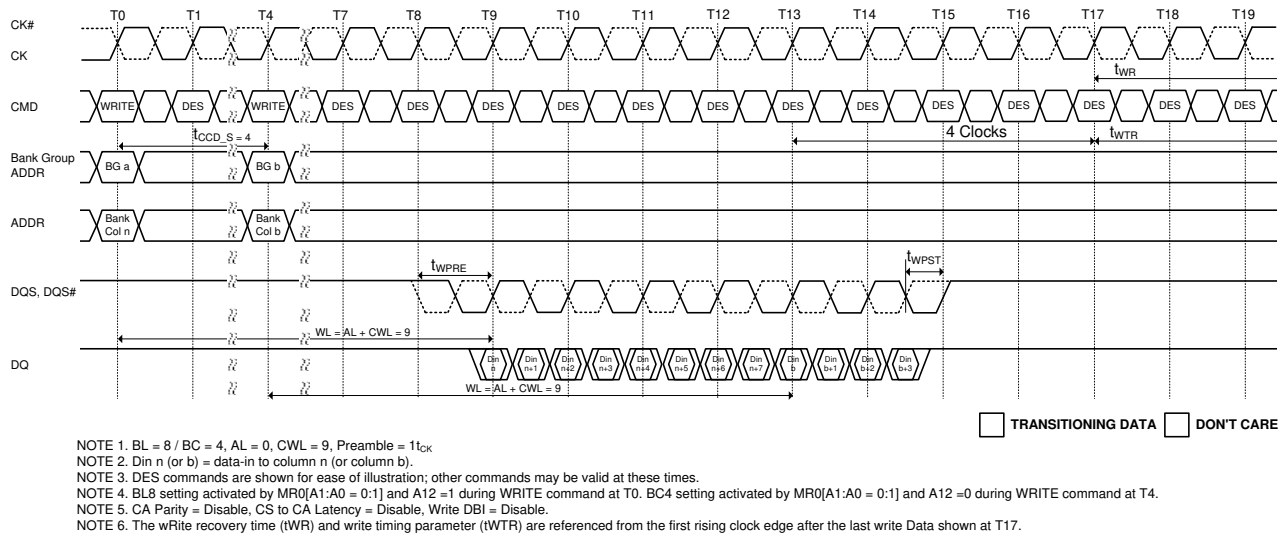 T0 T1 T4 T7 T8 T9 T10 T11 T12 T13 T14 T15 T16 T17 T18 T19
CK#
CK
tWR
CMD WRITE DES WRITE DES DES DES DES DES DES DES DES DES DES DES DES DES
tCCD_S = 4
4 Clocks
tWTR
Bank Group
ADDR
BG a
BG b
ADDR
Bank
Col n
Bank
Col b
tWPRE
tWPST
DQS, DQS#
WL = AL + CWL = 9
DQ
Din n Din n+1 Din n+2 Din n+3 Din n+4 Din n+5 Din n+6 Din n+7 Din b Din b+1 Din b+2 Din b+3
WL = AL + CWL = 9
TRANSITIONING DATA DON'T CARE
NOTE 1. BL = 8 / BC = 4, AL = 0, CWL = 9, Preamble = 1tCK
NOTE 2. Din n (or b) = data-in to column n (or column b).
NOTE 3. DES commands are shown for ease of illustration; other commands may be valid at these times.
NOTE 4. BL8 setting activated by MR0[A1:A0 = 0:1] and A12 =1 during WRITE command at T0. BC4 setting activated by MR0[A1:A0 = 0:1] and A12 =0 during WRITE command at T4.
NOTE 5. CA Parity = Disable, CS to CA Latency = Disable, Write DBI = Disable.
NOTE 6. The wRite recovery time (tWR) and write timing parameter (tWTR) are referenced from the first rising clock edge after the last write Data shown at T17.